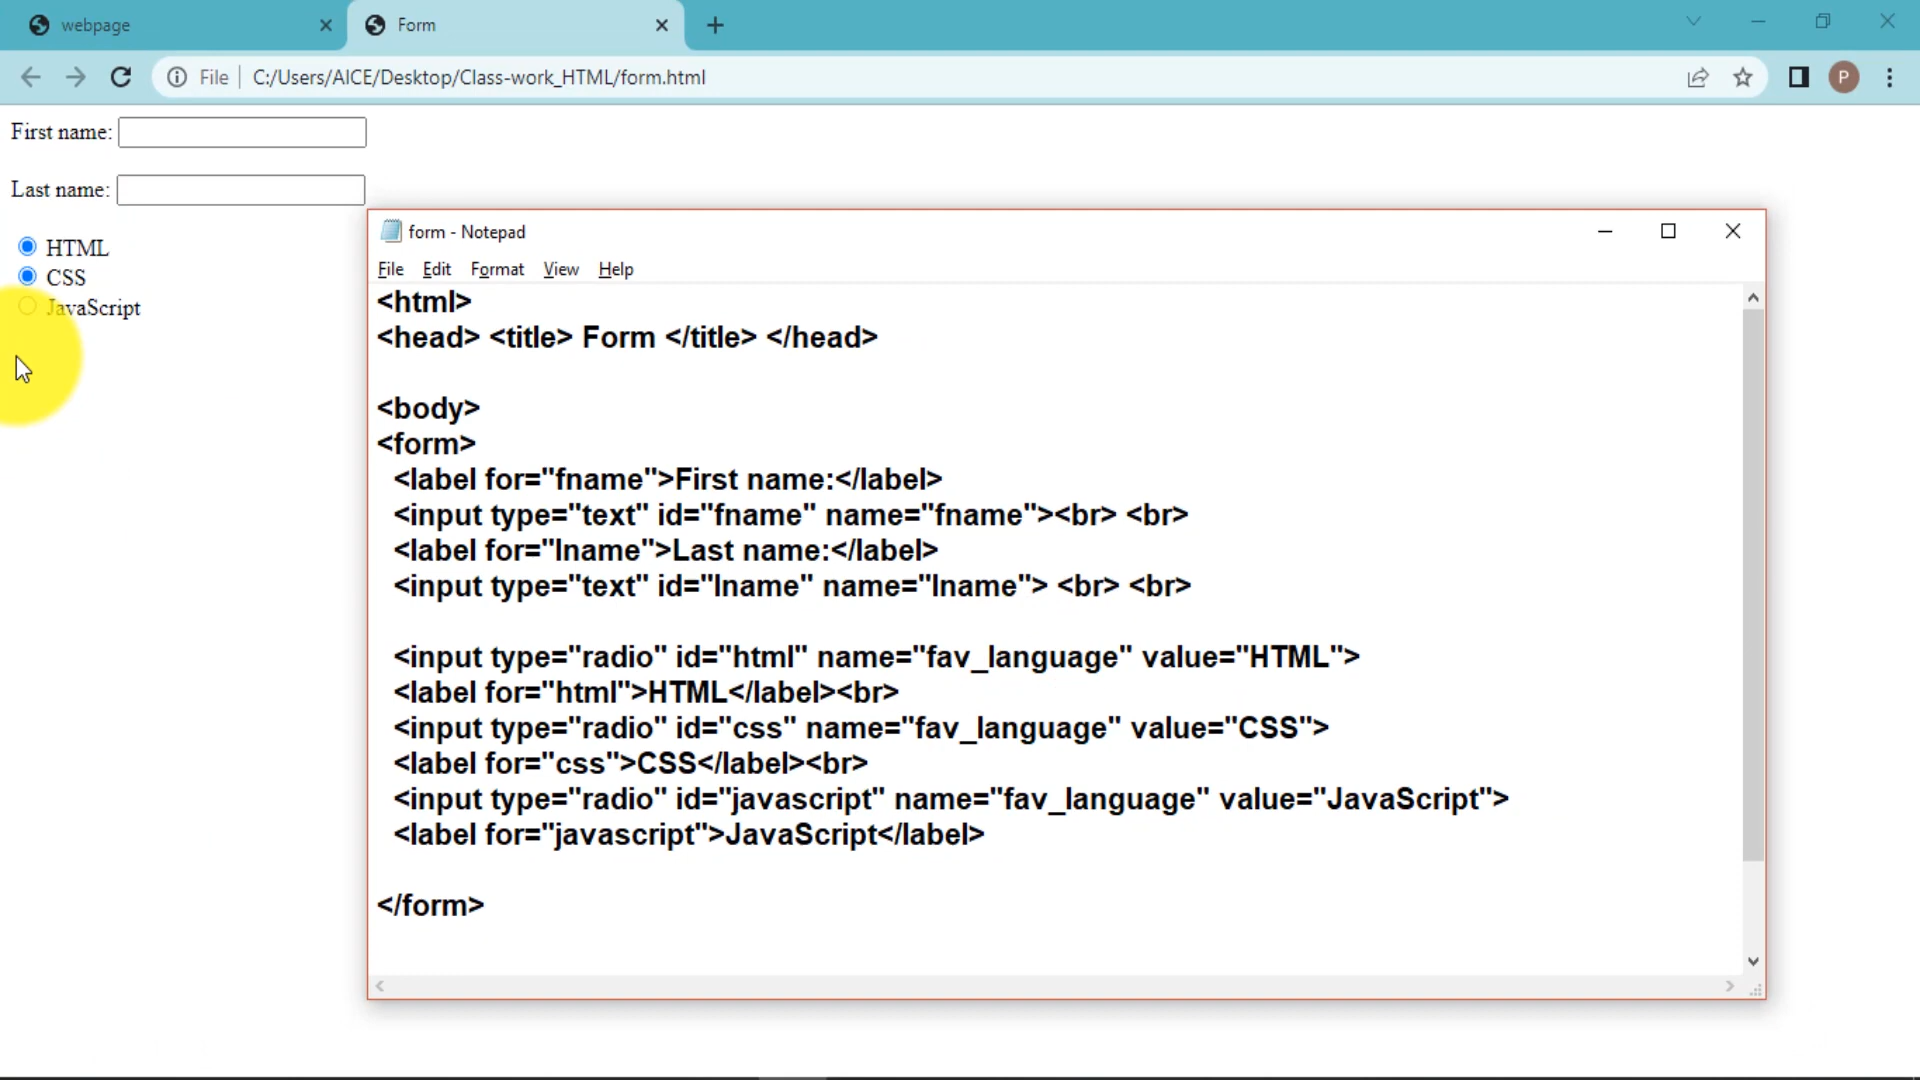 webpage
Form
File
C:/Users/AICE/Desktop/Class-work_HTML/form.html
P
First name:
Last name:
HTML
CSS
JavaScript
form - Notepad
File Edit Format View Help
<html>
<head> <title> Form </title> </head>
<body>
<form>
<label for="fname">First name:</label>
<input type="text" id="fname" name="fname"><br> <br>
<label for="lname">Last name:</label>
<input type="text" id="lname" name="lname"> <br> <br>
<input type="radio" id="html" name="fav_language" value="HTML">
<label for="html">HTML</label><br>
<input type="radio" id="css" name="fav_language" value="CSS">
<label for="css">CSS</label><br>
<input type="radio" id="javascript" name="fav_language" value="JavaScript">
<label for="javascript">JavaScript</label>
</form>